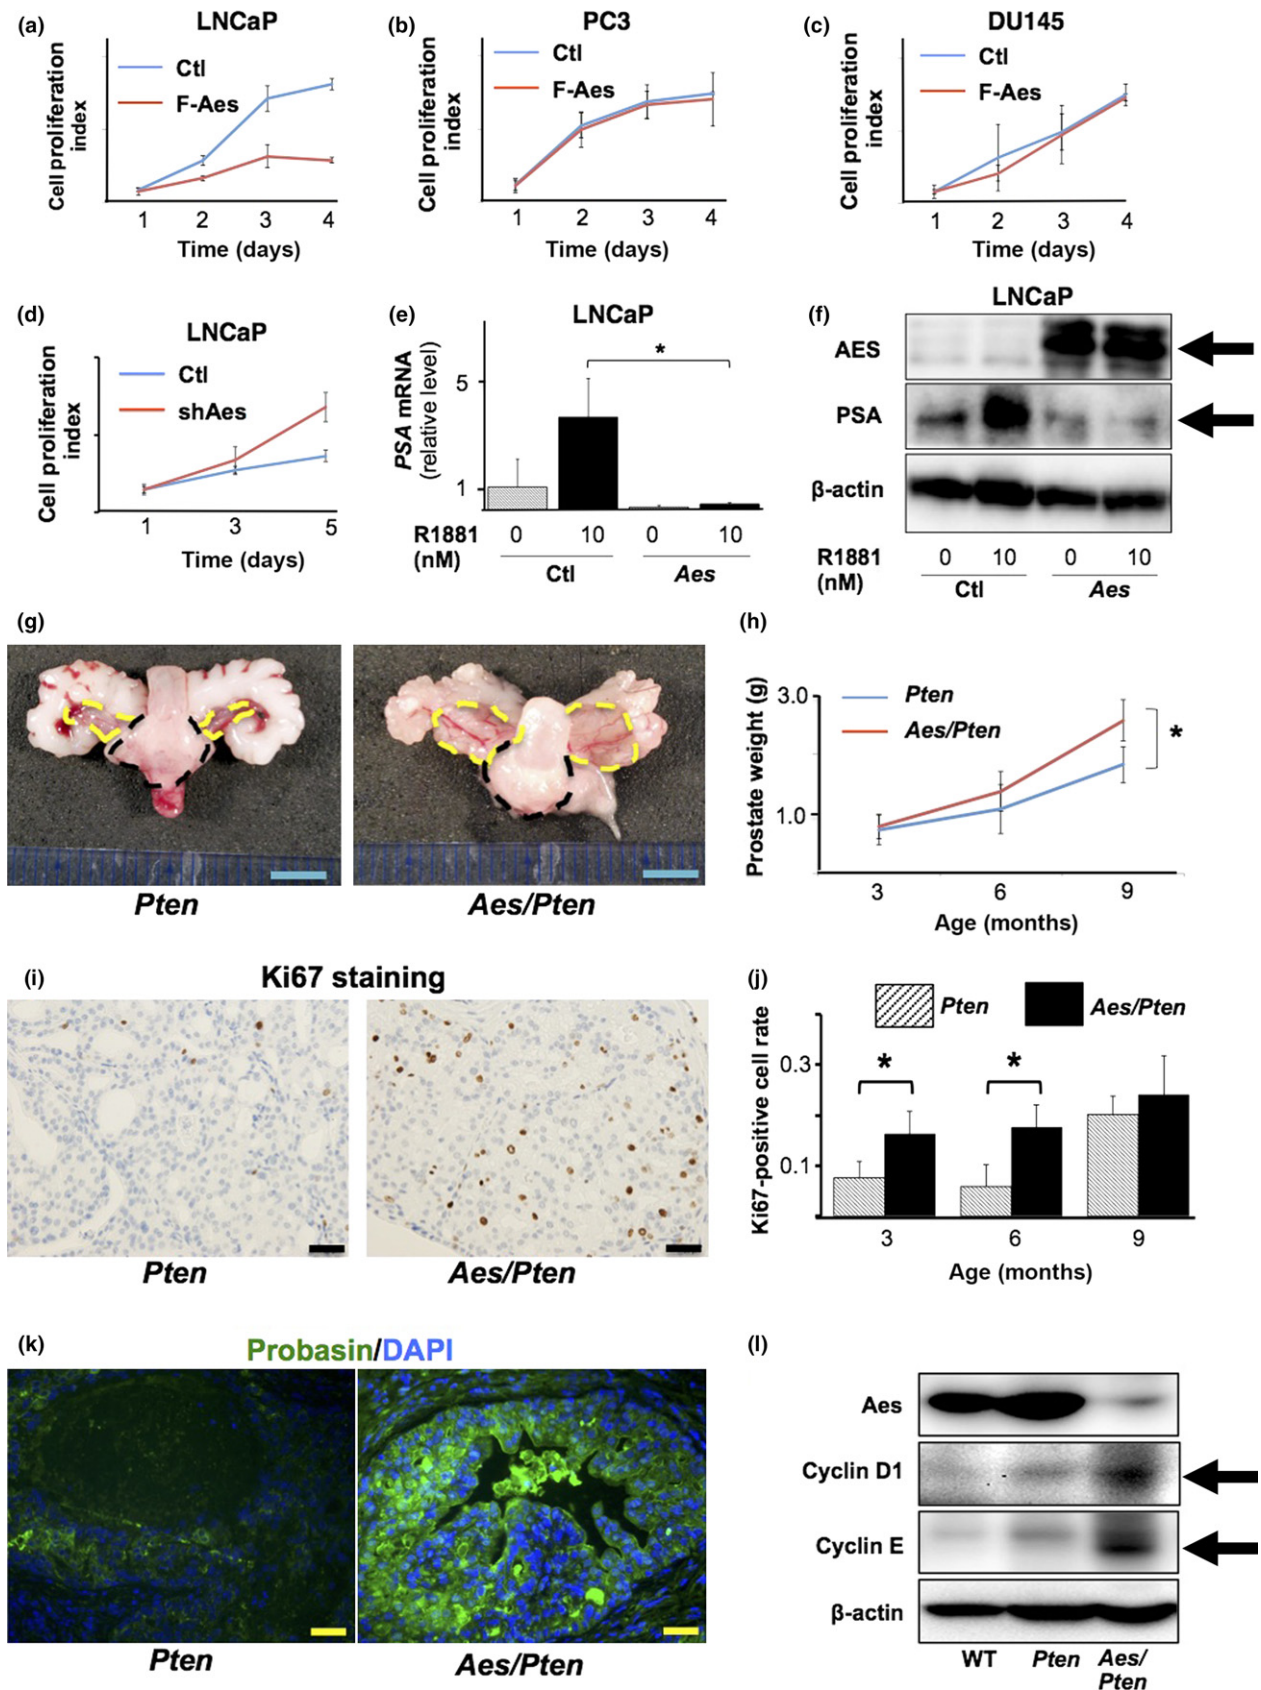 (a) LNCaP
Cell proliferation
index
Ctl
F-Aes
1 2 3 4
Time (days)
(b) PC3
Cell proliferation
index
Ctl
F-Aes
1 2 3 4
Time (days)
(c) DU145
Cell proliferation
index
Ctl
F-Aes
1 2 3 4
Time (days)
(d) LNCaP
Cell proliferation
index
Ctl
shAes
1 3 5
Time (days)
(e) LNCaP
PSA mRNA
(relative level)
*
5
1
R1881 0 10 0 10
(nM)
Ctl Aes
(f) LNCaP
AES
PSA
β-actin
R1881 0 10 0 10
(nM)
Ctl Aes
(g)
Pten Aes/Pten
(h)
Prostate weight (g)
3.0
1.0
Pten
Aes/Pten
*
3 6 9
Age (months)
(i) Ki67 staining
Pten Aes/Pten
(j)
Pten Aes/Pten
Ki67-positive cell rate
0.3
0.1
* *
3 6 9
Age (months)
(k) Probasin/DAPI
Pten Aes/Pten
(l)
Aes
Cyclin D1
Cyclin E
β-actin
WT Pten Aes/
Pten